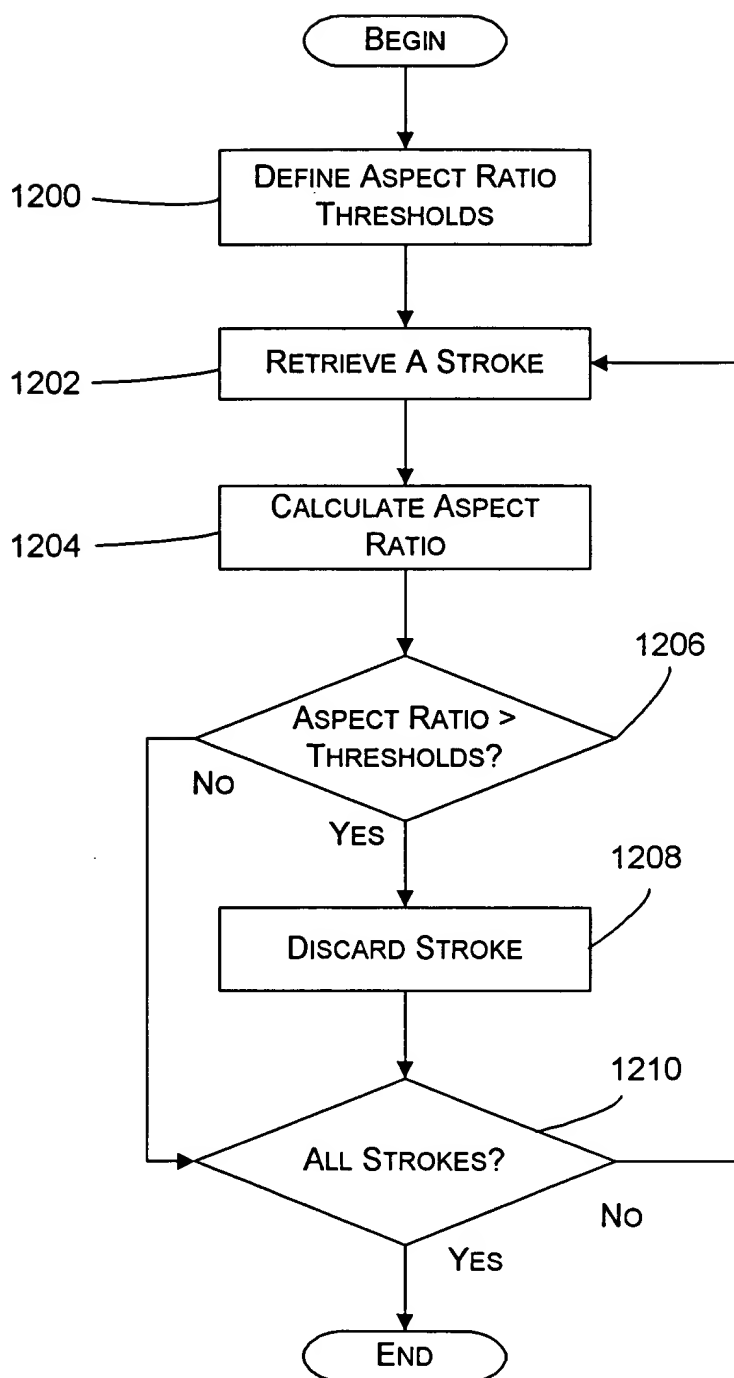 BEGIN
1200
DEFINE ASPECT RATIO
THRESHOLDS
1202
RETRIEVE A STROKE
1204
CALCULATE ASPECT
RATIO
1206
ASPECT RATIO >
THRESHOLDS?
NO
YES
1208
DISCARD STROKE
1210
ALL STROKES?
NO
YES
END